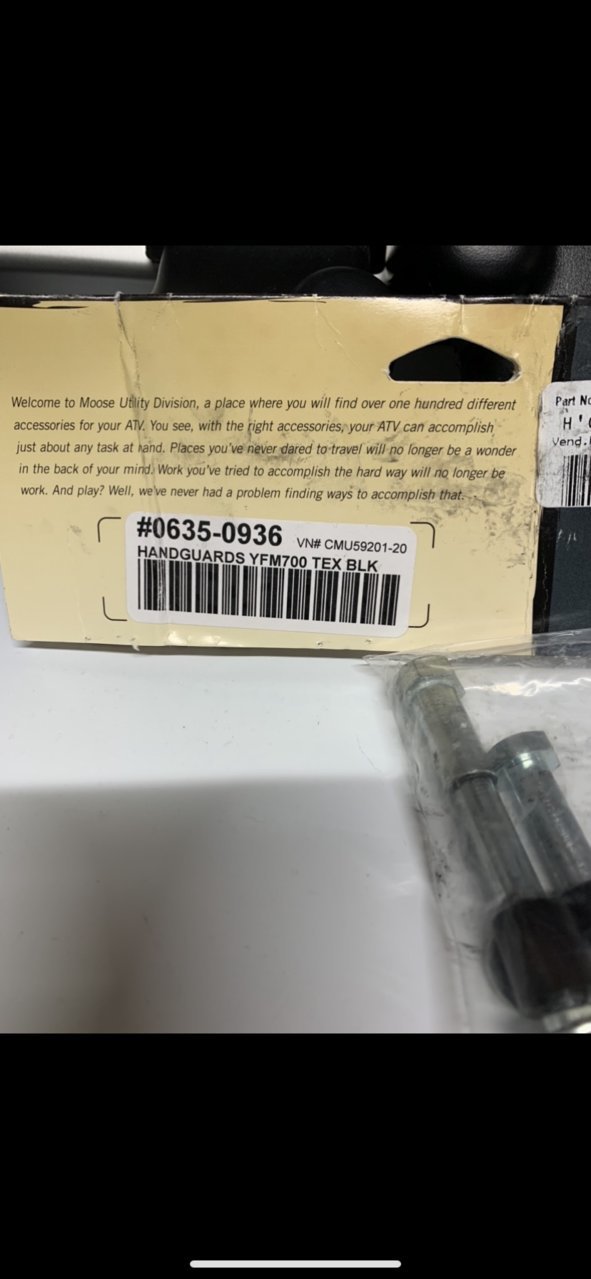 Welcome to Moose Utility Division, a place where you will find over one hundred different
accessories for your ATV. You see, with the right accessories, your ATV can accomplish
just about any task at hand. Places you've never dared to travel will no longer be a wonder
in the back of your mind. Work you've tried to accomplish the hard way will no longer be
work. And play? Well, we've never had a problem finding ways to accomplish that.
#0635-0936 VN# CMU59201-20
HANDGUARDS YFM700 TEX BLK
Part No
H'
Vend.